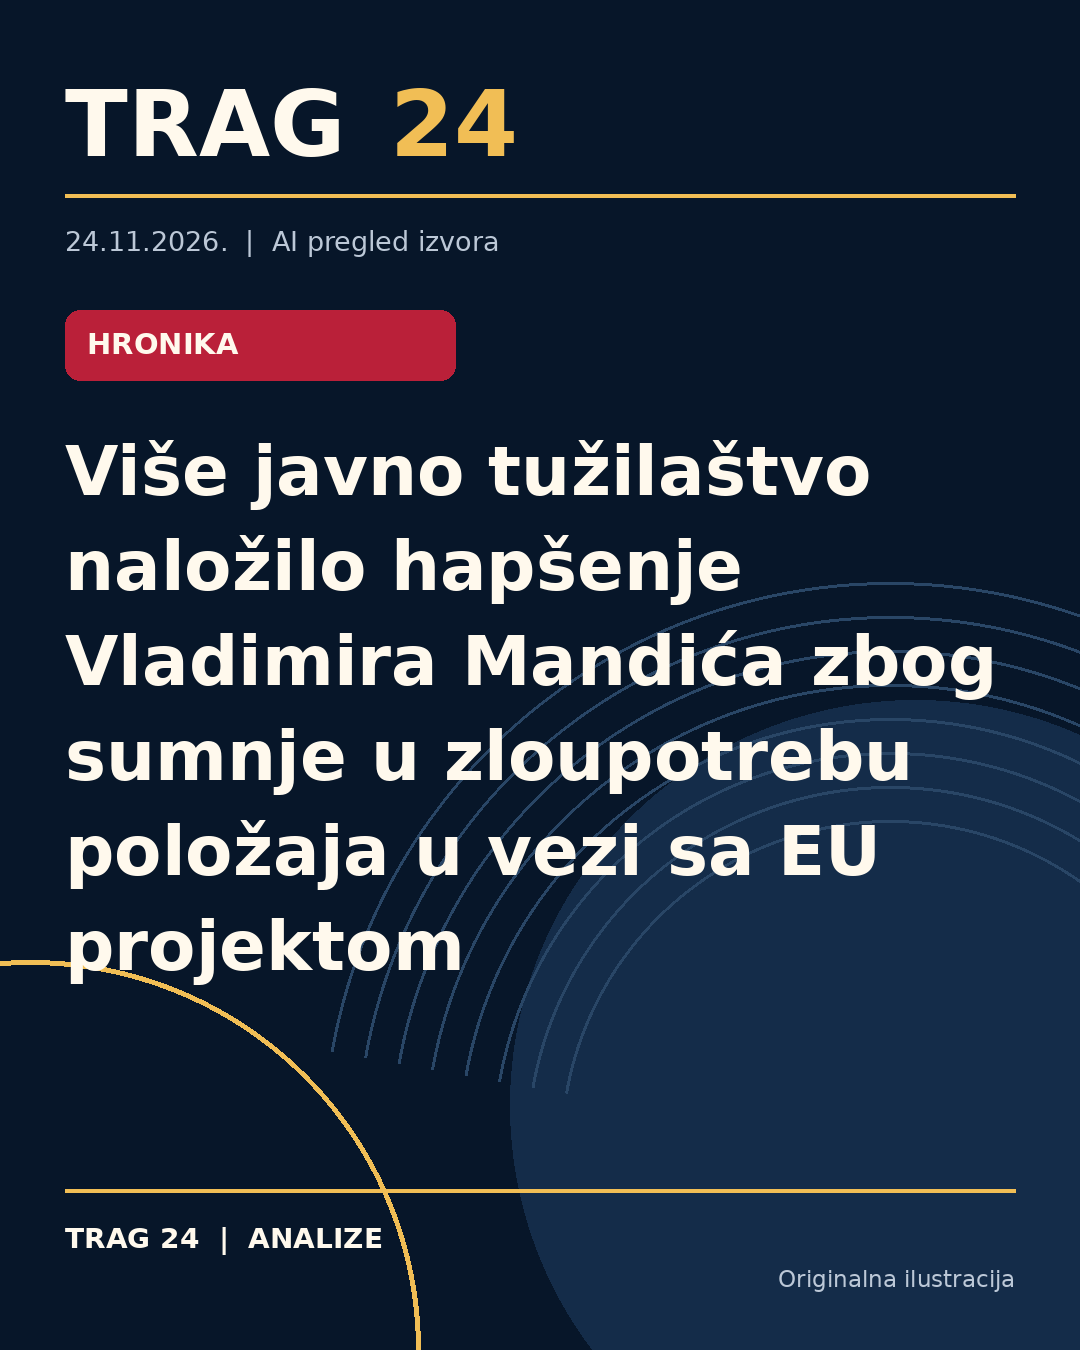 TRAG 24
24.11.2026. | AI pregled izvora
HRONIKA
Više javno tužilaštvo
naložilo hapšenje
Vladimira Mandića zbog
sumnje u zloupotrebu
položaja u vezi sa EU
projektom
TRAG 24 | ANALIZE
Originalna ilustracija